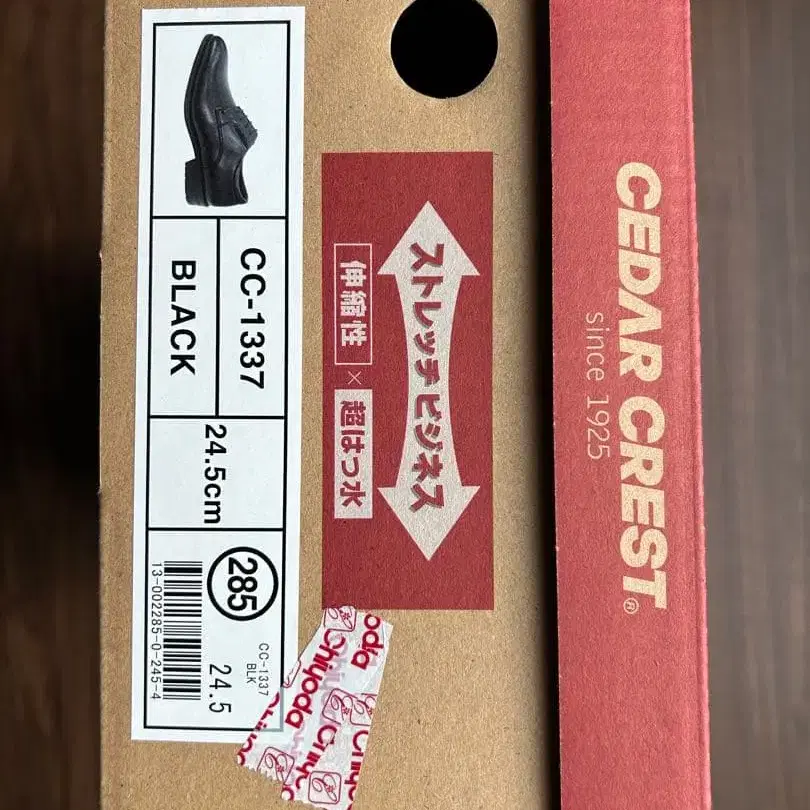 CEDAR CREST®
since 1925
ストレッチ ビジネス
伸縮性 × 超はっ水
CC-1337
BLACK
24.5cm
285
CC-1337
BLK
24.5
13-002285-0-245-4
Chiyoda
Chiyoda